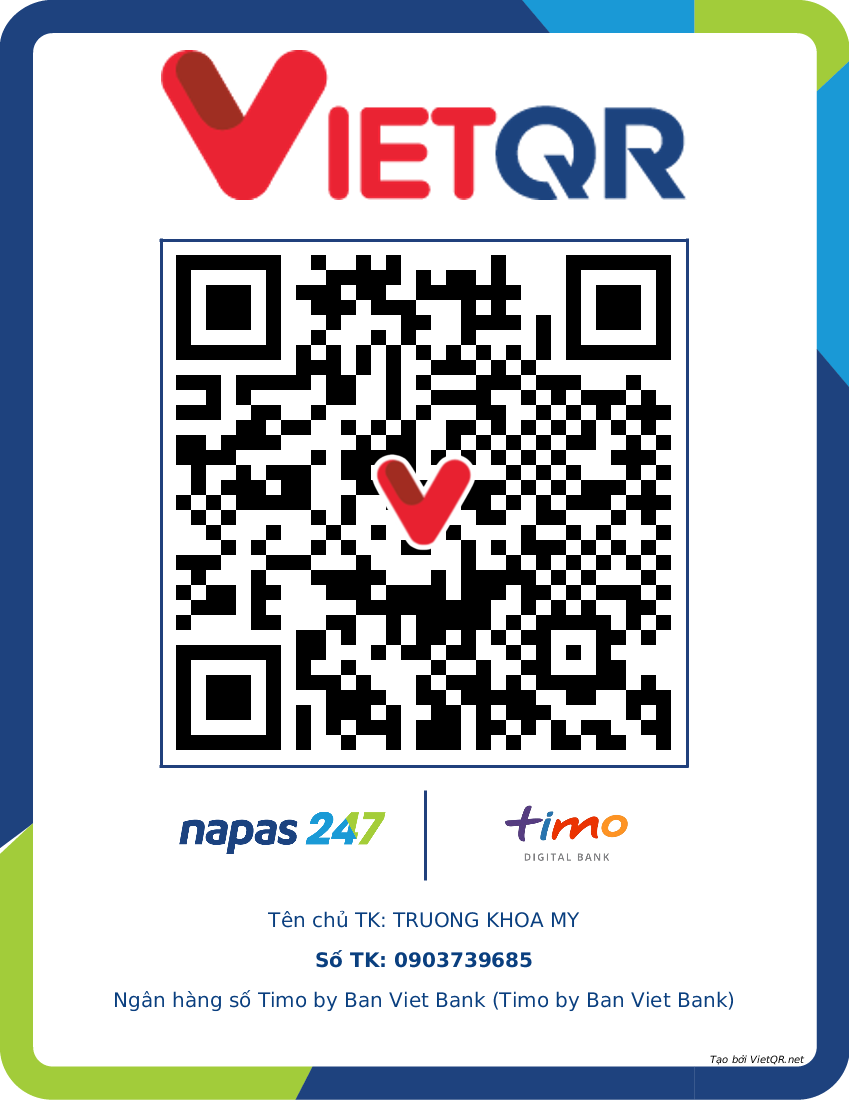 VIETQR
napas 247
timo
DIGITAL BANK
Tên chủ TK: TRUONG KHOA MY
Số TK: 0903739685
Ngân hàng số Timo by Ban Viet Bank (Timo by Ban Viet Bank)
Tạo bởi VietQR.net